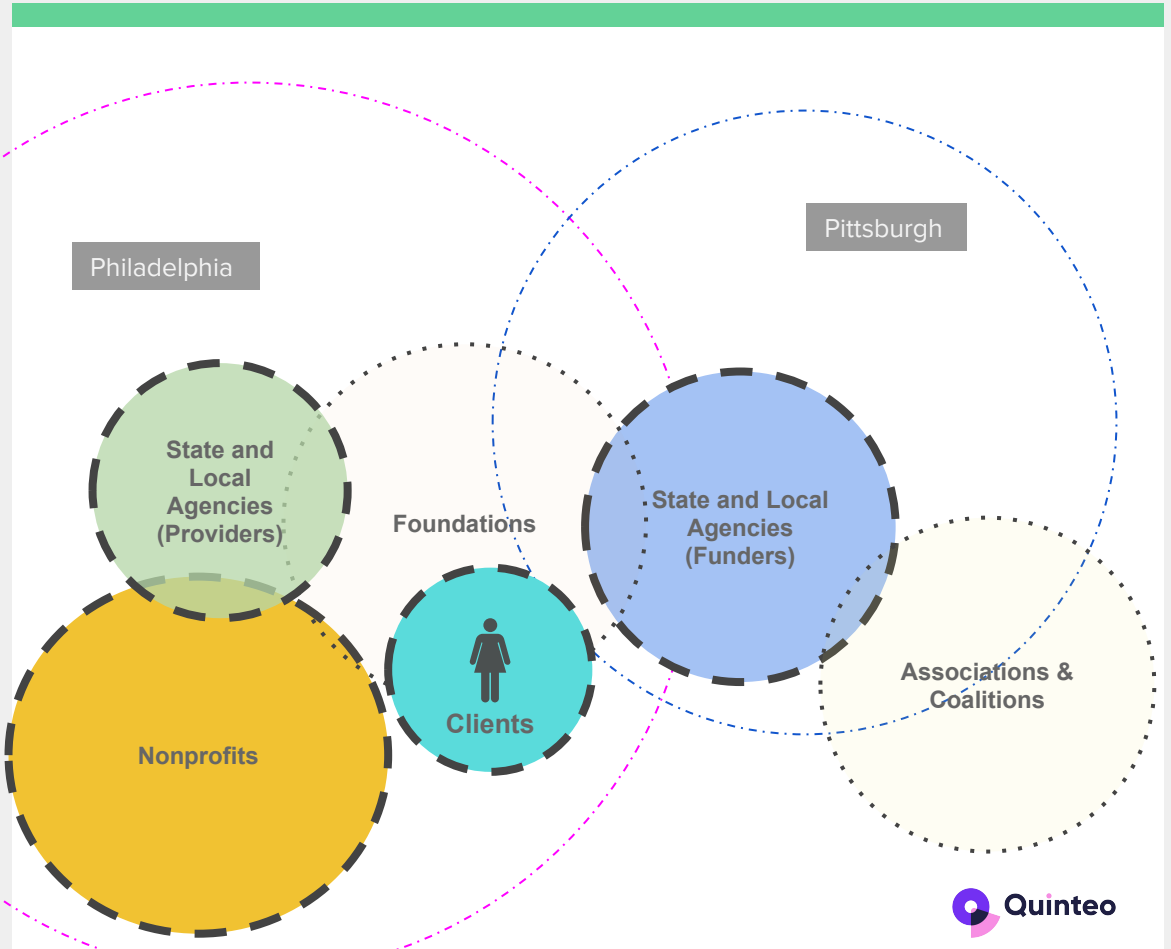 Pittsburgh
Philadelphia
State and
Local
Agencies
(Providers)
Foundations
State and Local
Agencies
(Funders)
Clients
Associations &
Coalitions
Nonprofits
Quinteo